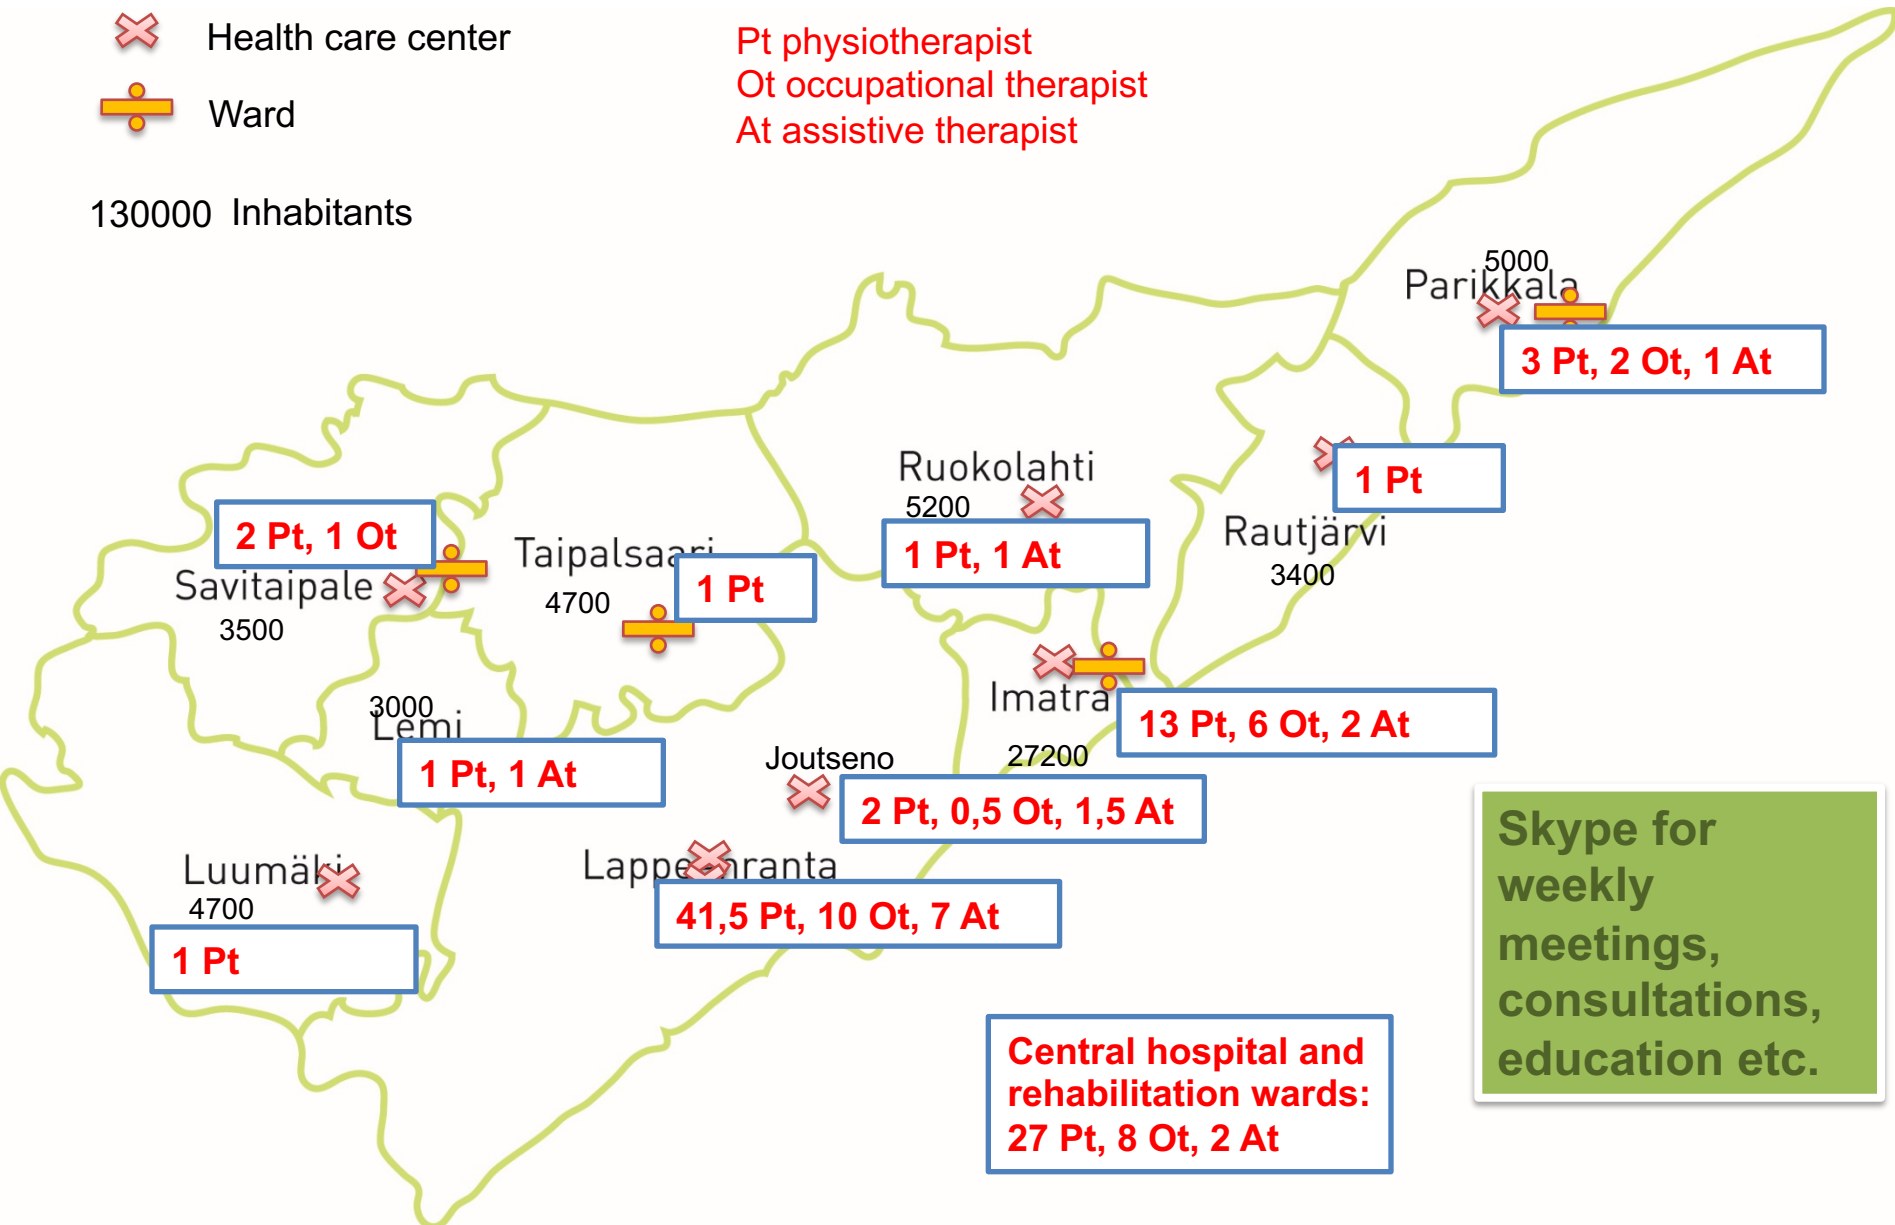 Health care center
Ward
130000 Inhabitants
Pt physiotherapist
Ot occupational therapist
At assistive therapist
5000
Parikkala
3 Pt, 2 Ot, 1 At
Ruokolahti
5200
1 Pt, 1 At
1 Pt
Rautjärvi
3400
2 Pt, 1 Ot
Savitaipale
3500
Taipalsaari
4700
1 Pt
Imatra
27200
13 Pt, 6 Ot, 2 At
3000
Lemi
1 Pt, 1 At
Joutseno
2 Pt, 0,5 Ot, 1,5 At
Luumäki
4700
1 Pt
Lappeenranta
41,5 Pt, 10 Ot, 7 At
Central hospital and
rehabilitation wards:
27 Pt, 8 Ot, 2 At
Skype for
weekly
meetings,
consultations,
education etc.